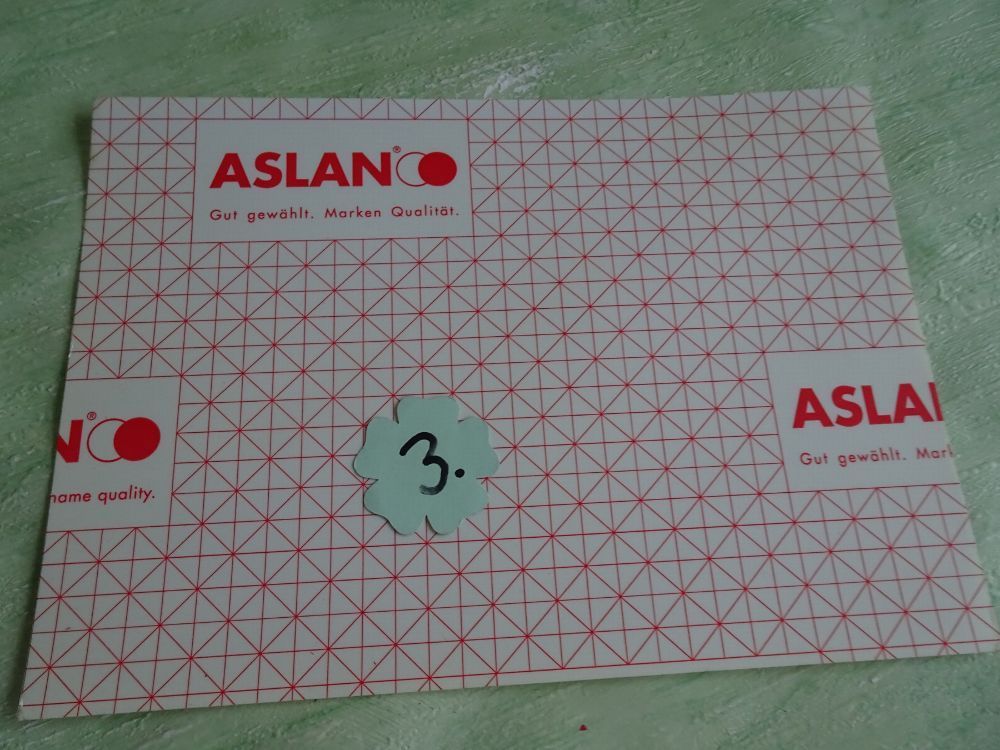 ASLAN®
Gut gewählt. Marken Qualität.
N®
name quality.
3.
ASLAN
Gut gewählt. Mark